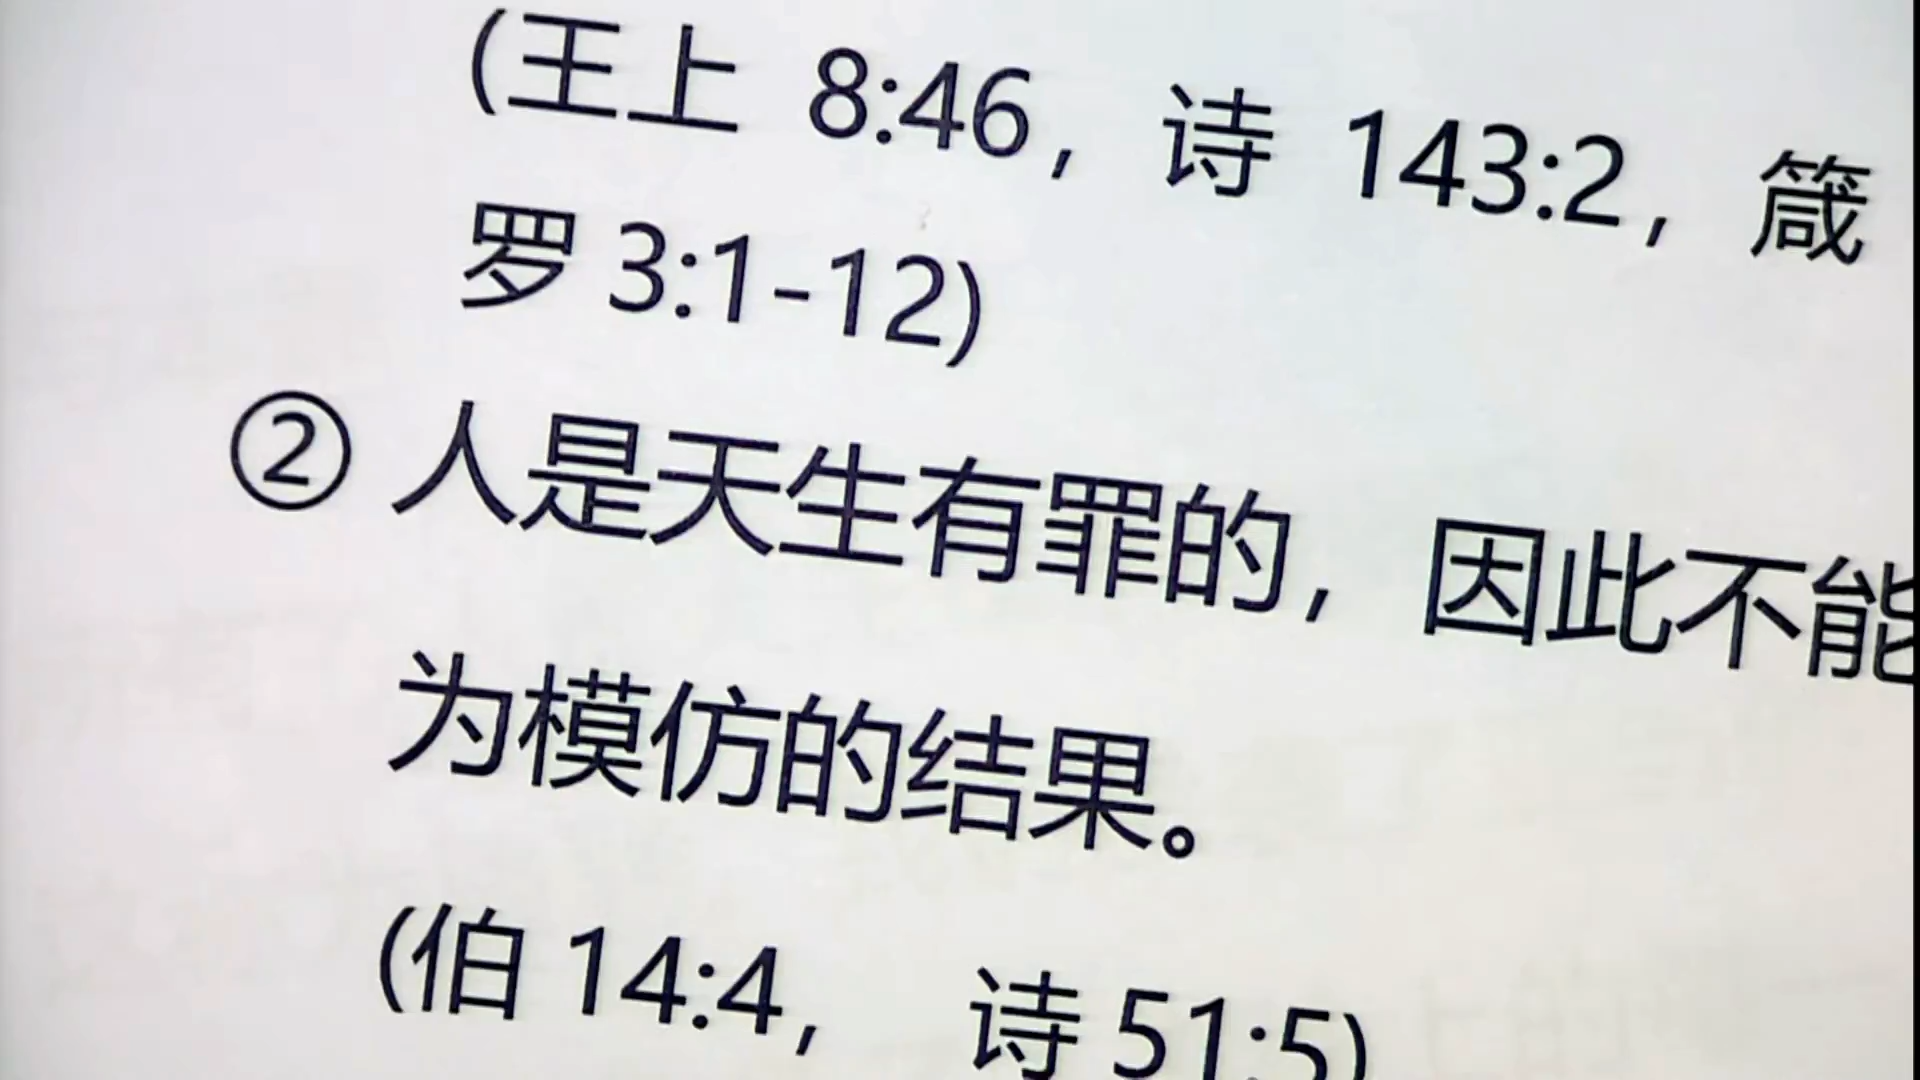 (王上 8:46，诗 143:2，箴
罗 3:1-12)
② 人是天生有罪的，因此不能
为模仿的结果。
(伯 14:4， 诗 51:5)